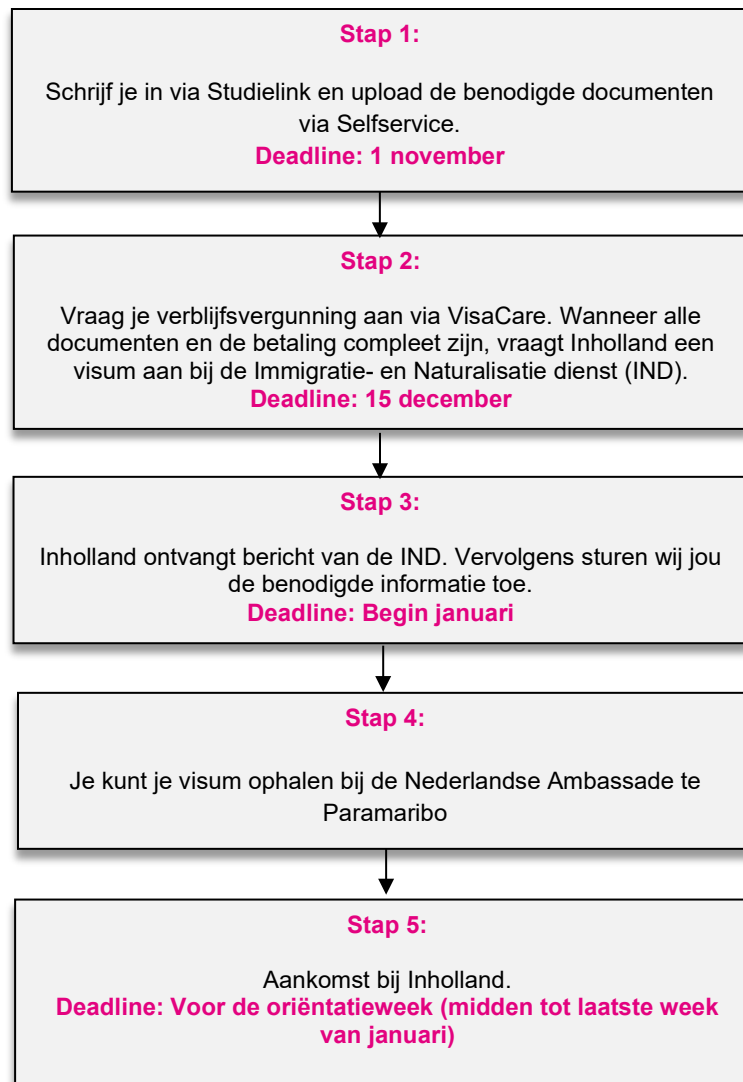 Stap 1:
Schrijf je in via Studielink en upload de benodigde documenten
via Selfservice.
Deadline: 1 november
Stap 2:
Vraag je verblijfsvergunning aan via VisaCare. Wanneer alle
documenten en de betaling compleet zijn, vraagt Inholland een
visum aan bij de Immigratie- en Naturalisatie dienst (IND).
Deadline: 15 december
Stap 3:
Inholland ontvangt bericht van de IND. Vervolgens sturen wij jou
de benodigde informatie toe.
Deadline: Begin januari
Stap 4:
Je kunt je visum ophalen bij de Nederlandse Ambassade te
Paramaribo
Stap 5:
Aankomst bij Inholland.
Deadline: Voor de oriëntatieweek (midden tot laatste week
van januari)